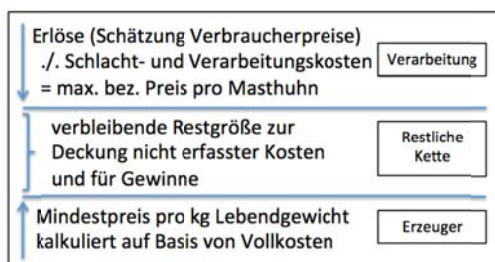 Erlöse (Schätzung Verbraucherpreise)
./. Schlacht- und Verarbeitungskosten
= max. bez. Preis pro Masthuhn
Verarbeitung
verbleibende Restgröße zur
Deckung nicht erfasster Kosten
und für Gewinne
Restliche
Kette
Mindestpreis pro kg Lebendgewicht
kalkuliert auf Basis von Vollkosten
Erzeuger